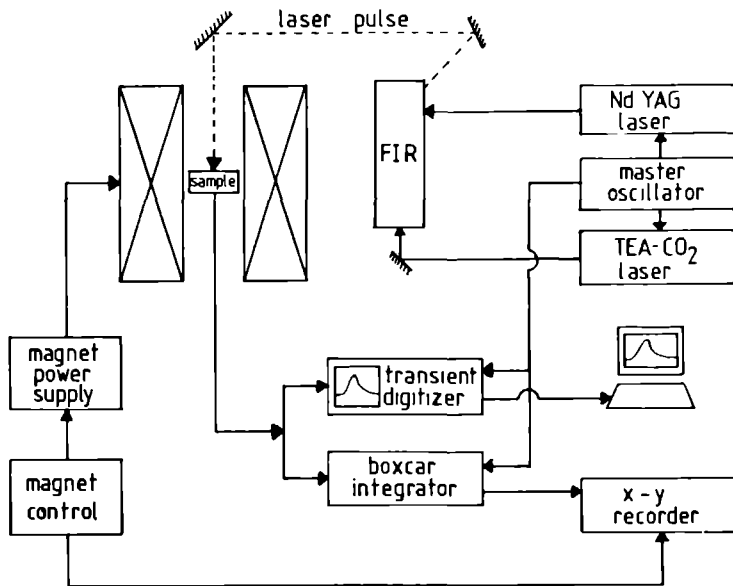 laser pulse
Nd YAG
laser
FIR
master
oscillator
sample
TEA-CO₂
laser
magnet
power
supply
transient
digitizer
boxcar
integrator
magnet
control
x-y
recorder